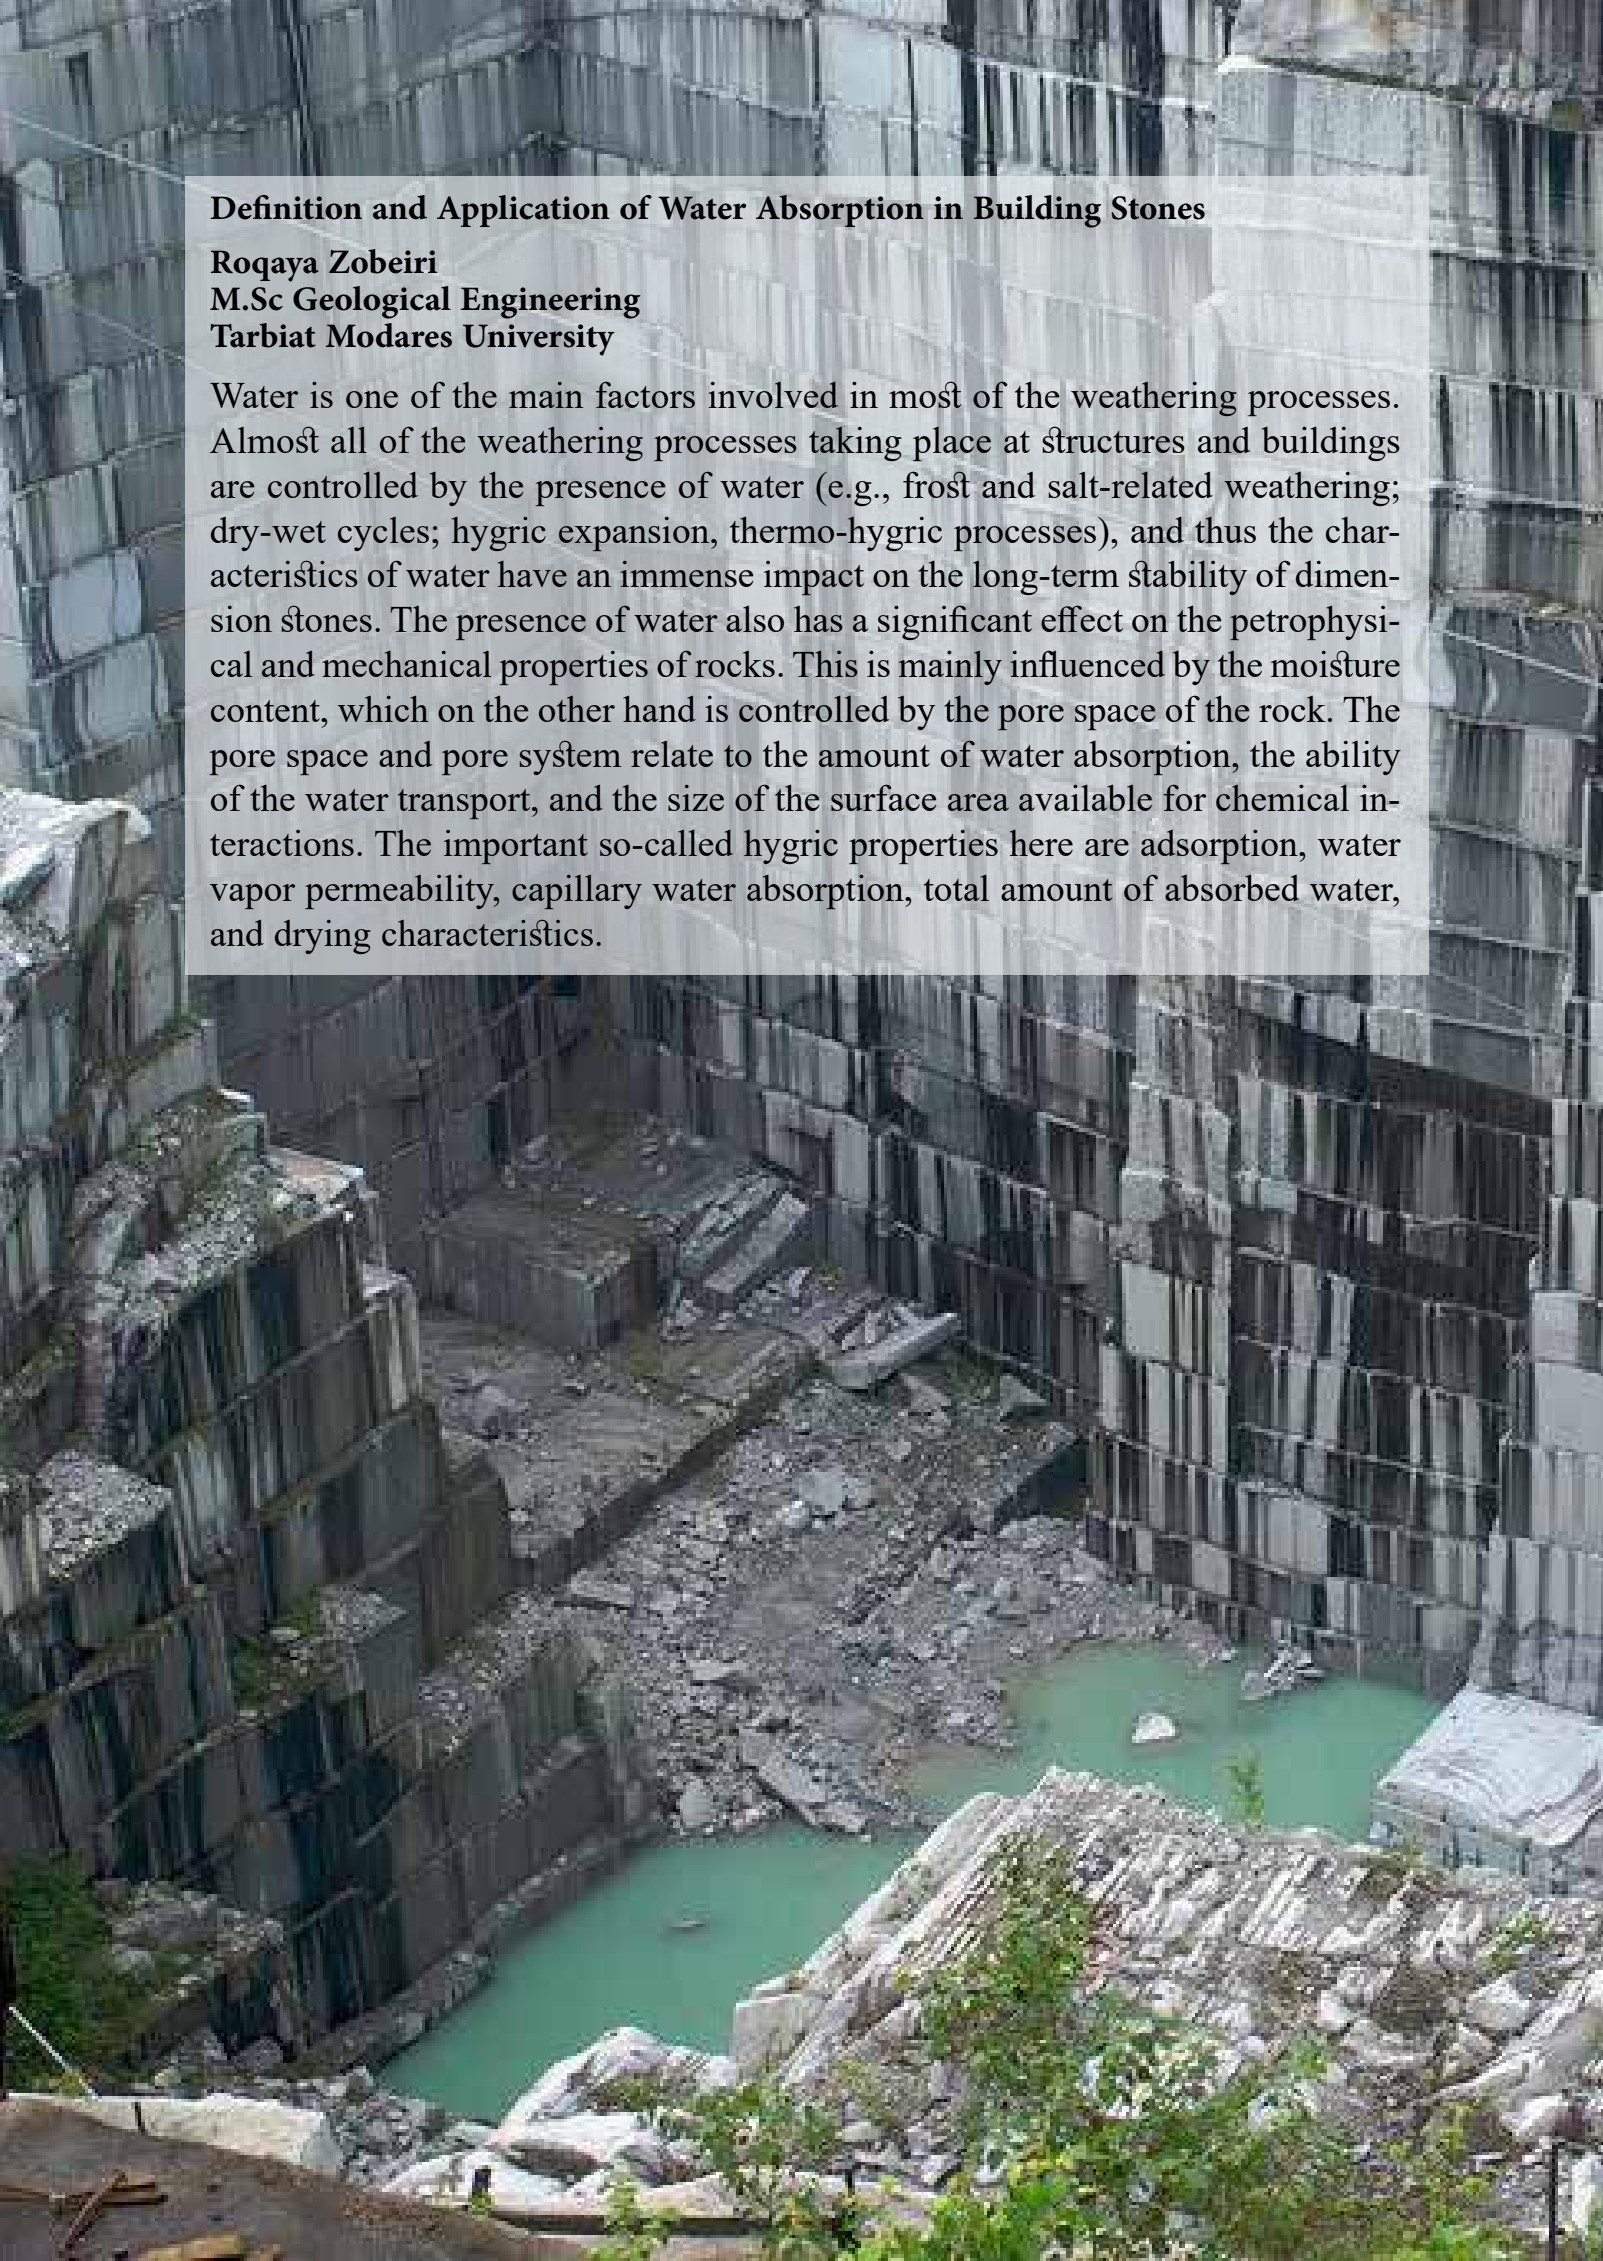 Definition and Application of Water Absorption in Building Stones
Roqaya Zobeiri
M.Sc Geological Engineering
Tarbiat Modares University
Water is one of the main factors involved in most of the weathering processes.
Almost all of the weathering processes taking place at structures and buildings
are controlled by the presence of water (e.g., frost and salt-related weathering;
dry-wet cycles; hygric expansion, thermo-hygric processes), and thus the char-
acteristics of water have an immense impact on the long-term stability of dimen-
sion stones. The presence of water also has a significant effect on the petrophysi-
cal and mechanical properties of rocks. This is mainly influenced by the moisture
content, which on the other hand is controlled by the pore space of the rock. The
pore space and pore system relate to the amount of water absorption, the ability
of the water transport, and the size of the surface area available for chemical in-
teractions. The important so-called hygric properties here are adsorption, water
vapor permeability, capillary water absorption, total amount of absorbed water,
and drying characteristics.